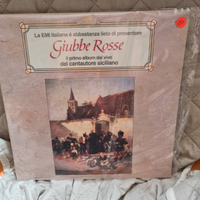 La EMI Italiana è abbastanza lieta di presentare
Giubbe Rosse
il primo album dal vivo
del cantautore siciliano